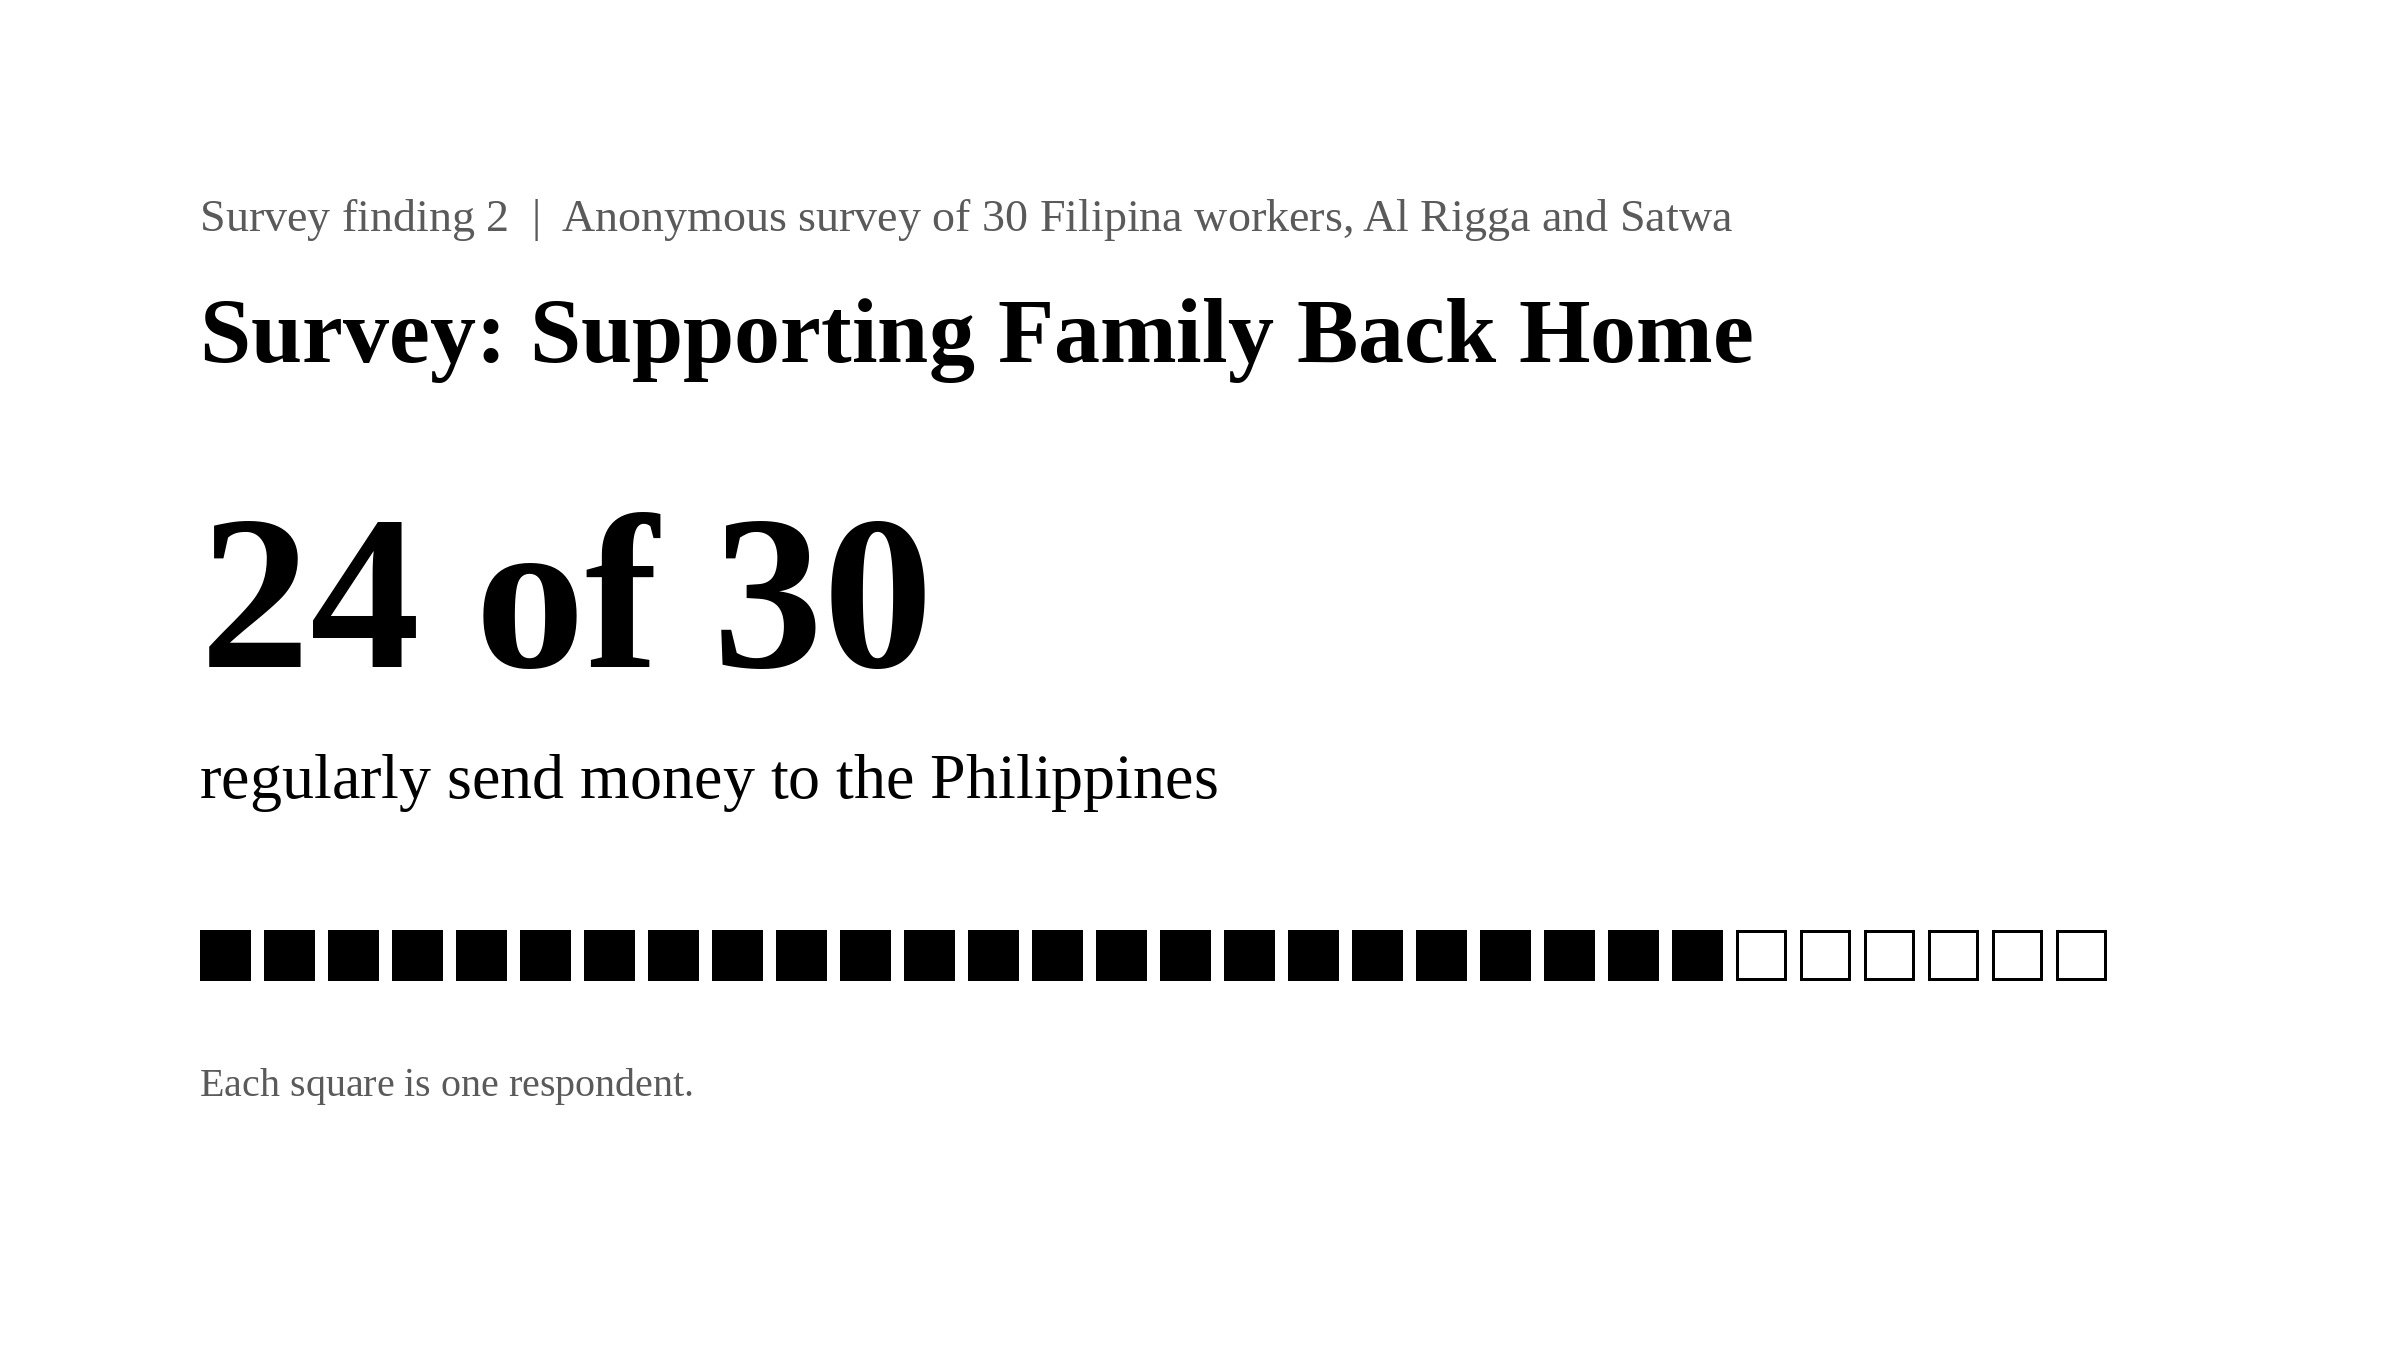 Survey finding 2 | Anonymous survey of 30 Filipina workers, Al Rigga and Satwa
Survey: Supporting Family Back Home
24 of 30
regularly send money to the Philippines
Each square is one respondent.